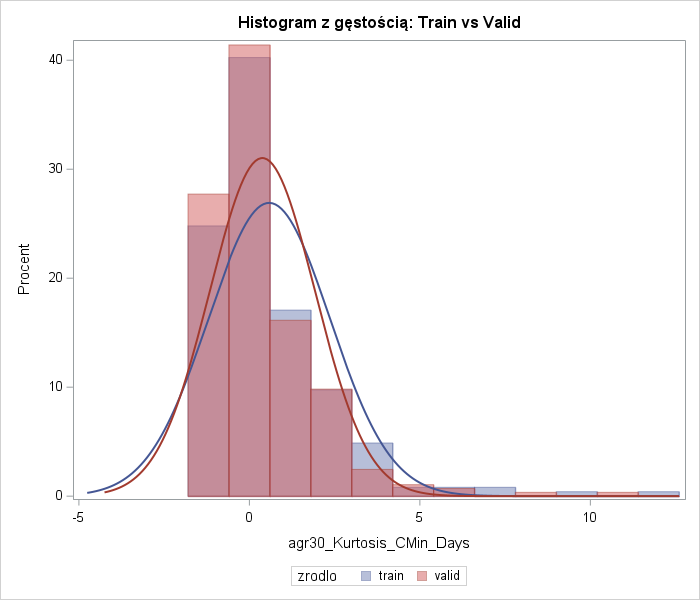 Histogram z gęstością: Train vs Valid
40
30
20
10
0
Procent
-5
0
5
10
agr30_Kurtosis_CMin_Days
zrodlo train valid